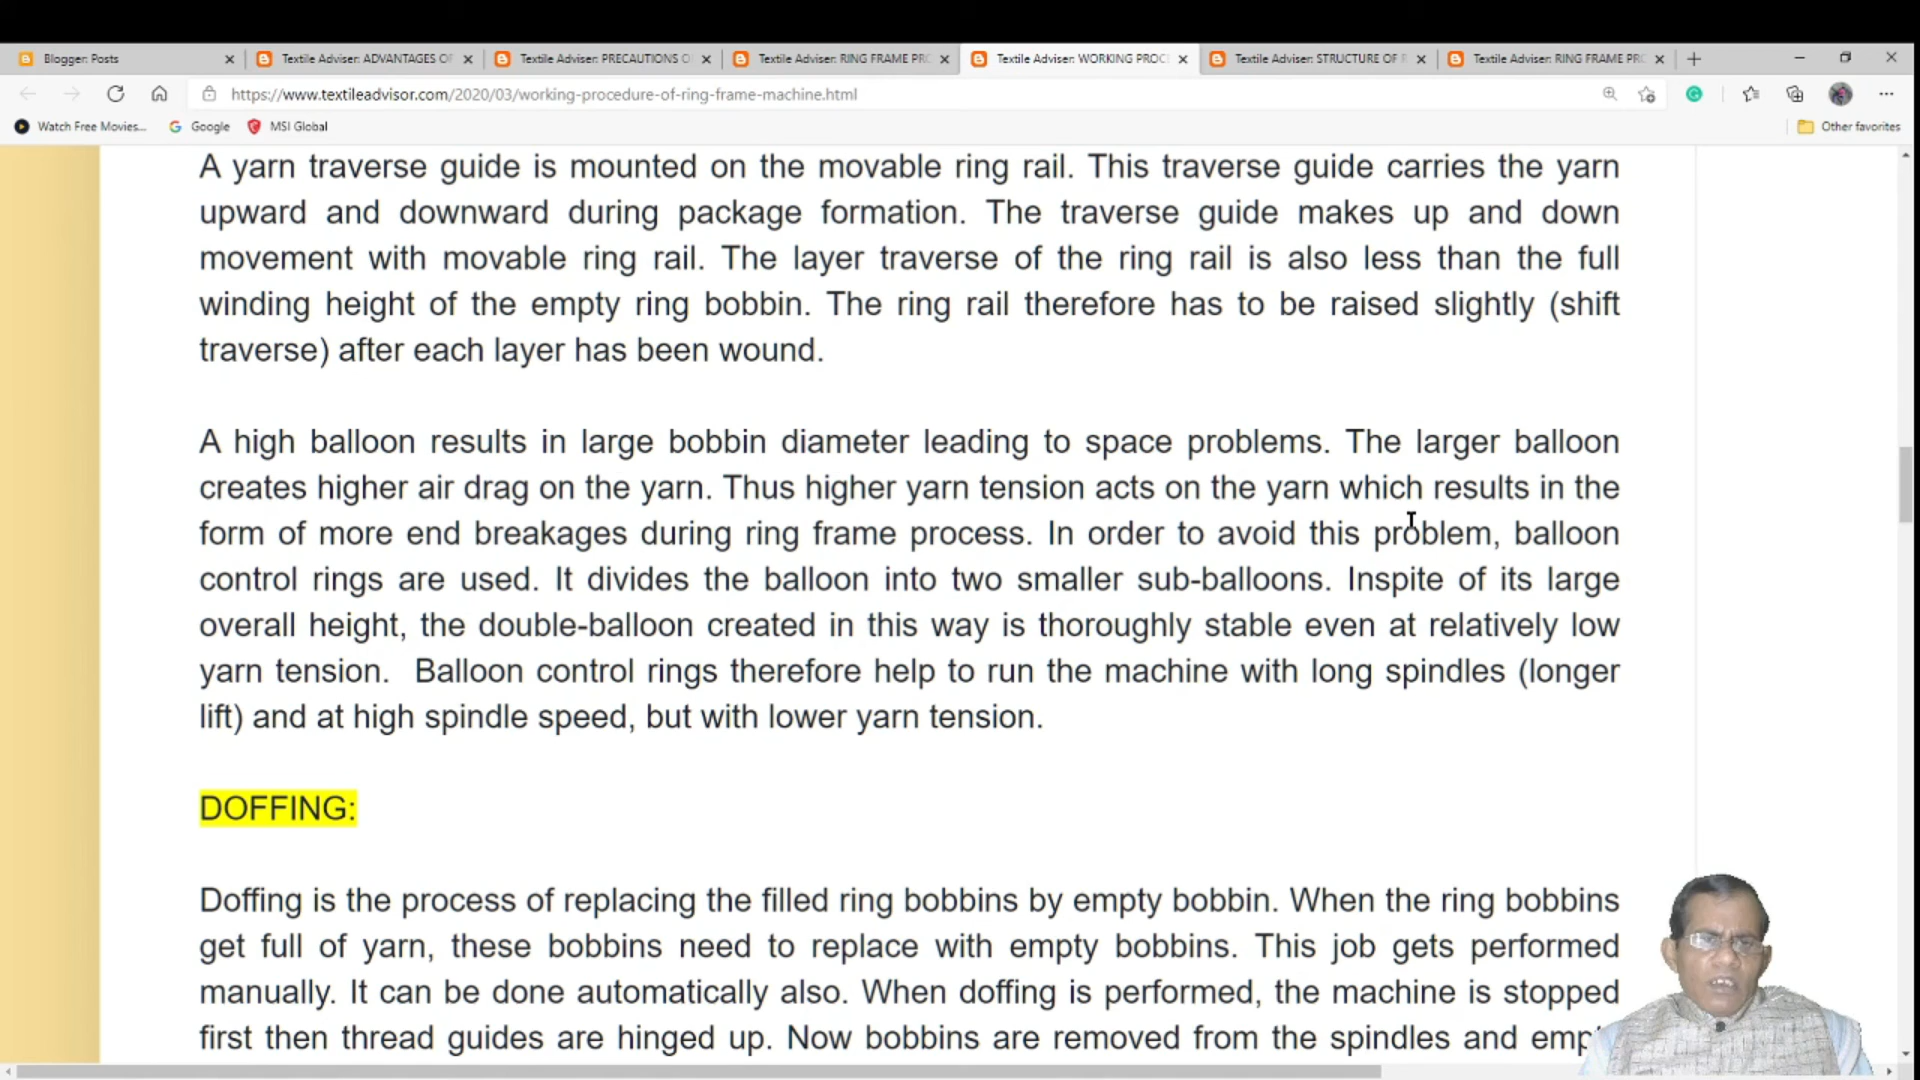 Blogger: Posts
Textile Adviser: ADVANTAGES OF
Textile Adviser: PRECAUTIONS O
Textile Adviser: RING FRAME PR
Textile Adviser: WORKING PROC
Textile Adviser: STRUCTURE OF R
Textile Adviser: RING FRAME PR
https://www.textileadvisor.com/2020/03/working-procedure-of-ring-frame-machine.html
Watch Free Movies...
Google
MSI Global
Other favorites
A yarn traverse guide is mounted on the movable ring rail. This traverse guide carries the yarn
upward and downward during package formation. The traverse guide makes up and down
movement with movable ring rail. The layer traverse of the ring rail is also less than the full
winding height of the empty ring bobbin. The ring rail therefore has to be raised slightly (shift
traverse) after each layer has been wound.
A high balloon results in large bobbin diameter leading to space problems. The larger balloon
creates higher air drag on the yarn. Thus higher yarn tension acts on the yarn which results in the
form of more end breakages during ring frame process. In order to avoid this problem, balloon
control rings are used. It divides the balloon into two smaller sub-balloons. Inspite of its large
overall height, the double-balloon created in this way is thoroughly stable even at relatively low
yarn tension.  Balloon control rings therefore help to run the machine with long spindles (longer
lift) and at high spindle speed, but with lower yarn tension.
DOFFING:
Doffing is the process of replacing the filled ring bobbins by empty bobbin. When the ring bobbins
get full of yarn, these bobbins need to replace with empty bobbins. This job gets performed
manually. It can be done automatically also. When doffing is performed, the machine is stopped
first then thread guides are hinged up. Now bobbins are removed from the spindles and